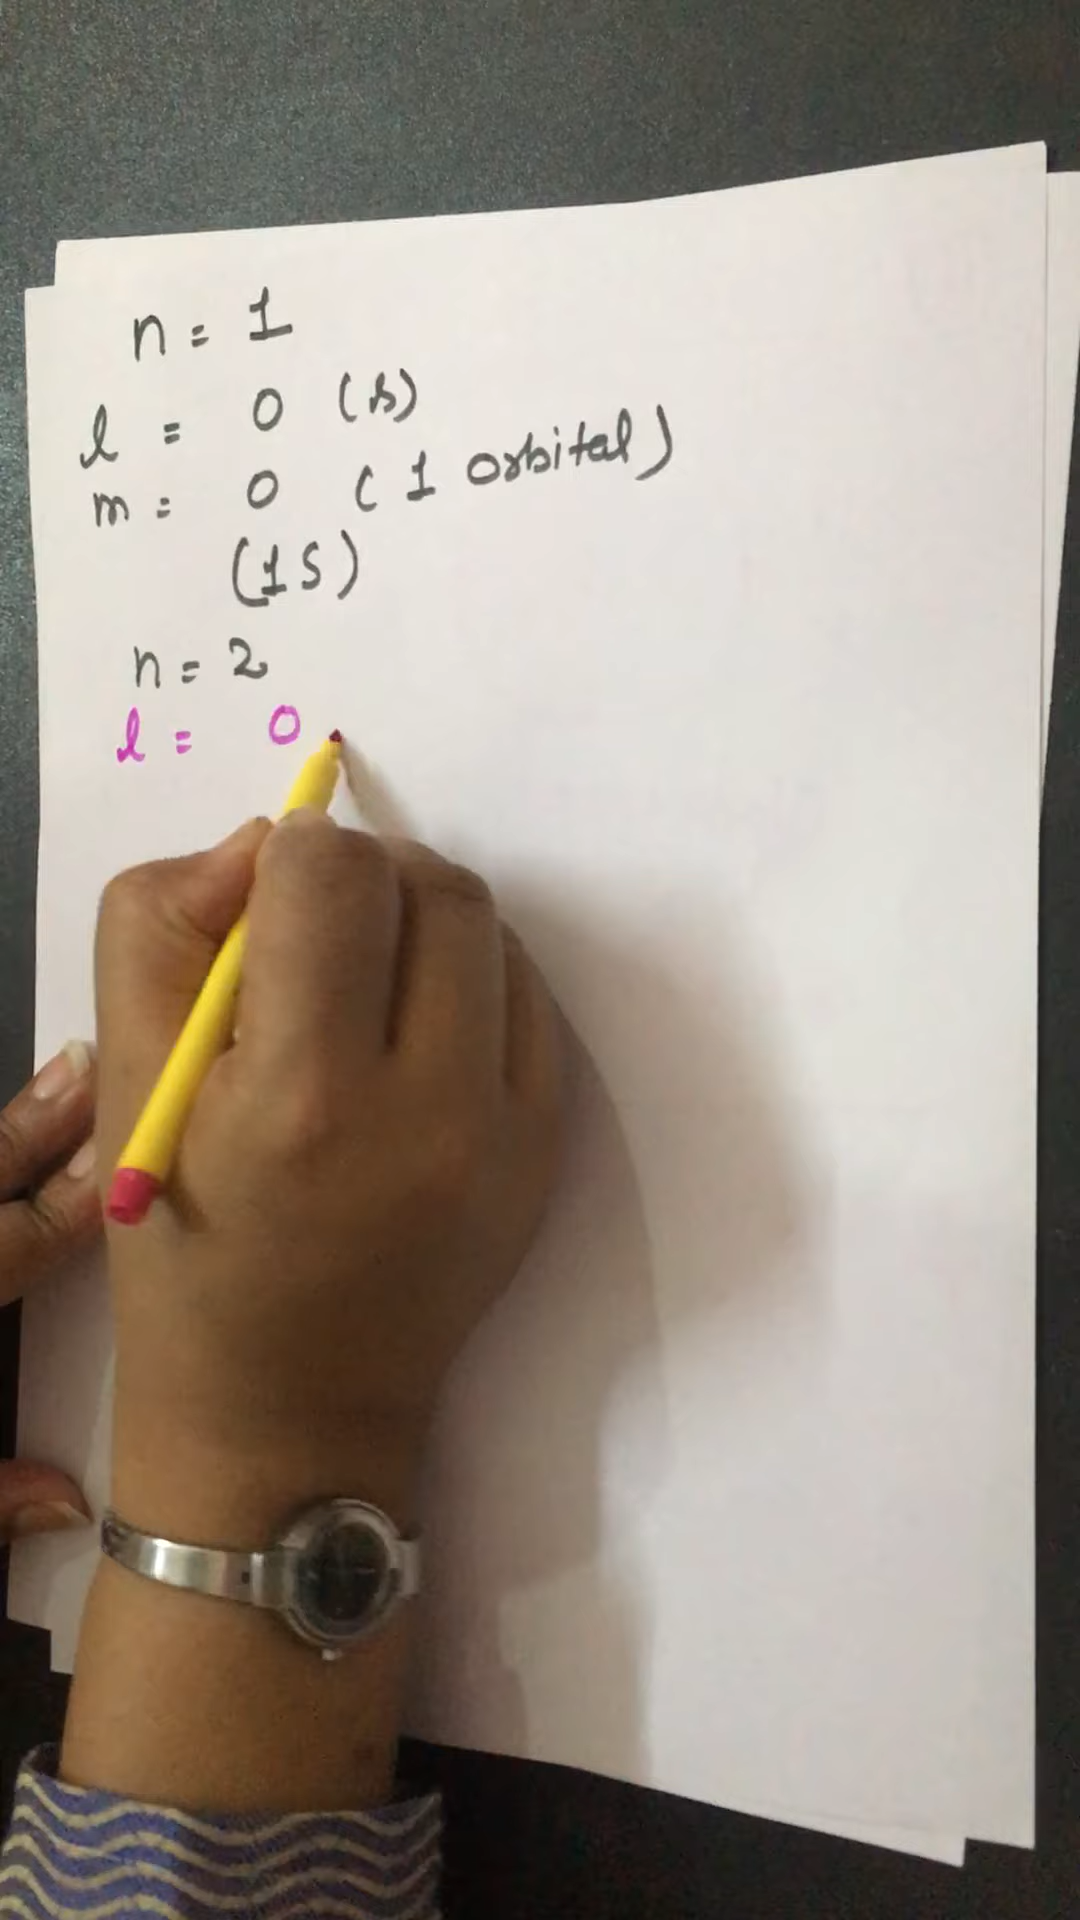 n = 1
l = 0 (s)
m = 0 (1 orbital)
(1S)
n = 2
l = 0